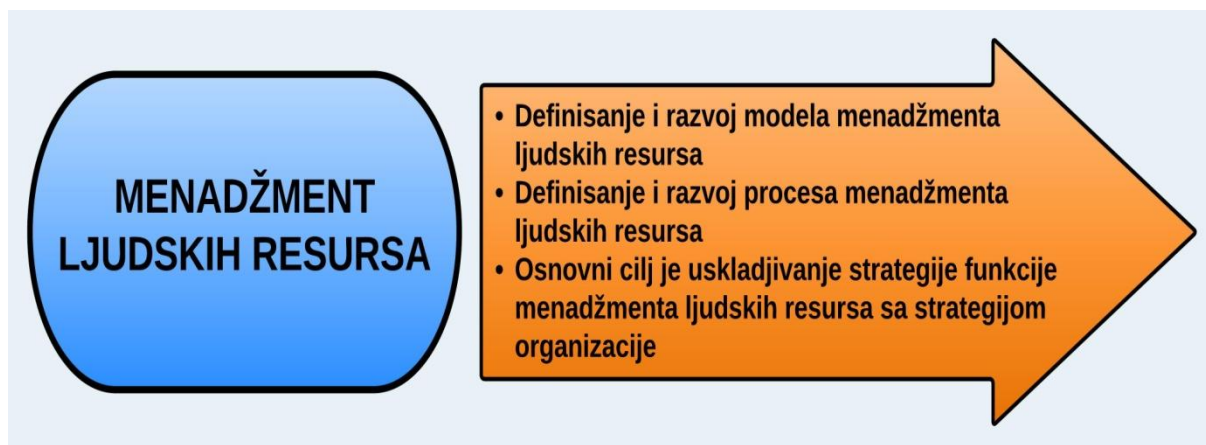 MENADŽMENT
LJUDSKIH RESURSA
• Definisanje i razvoj modela menadžmenta
ljudskih resursa
• Definisanje i razvoj procesa menadžmenta
ljudskih resursa
• Osnovni cilj je uskladjivanje strategije funkcije
menadžmenta ljudskih resursa sa strategijom
organizacije